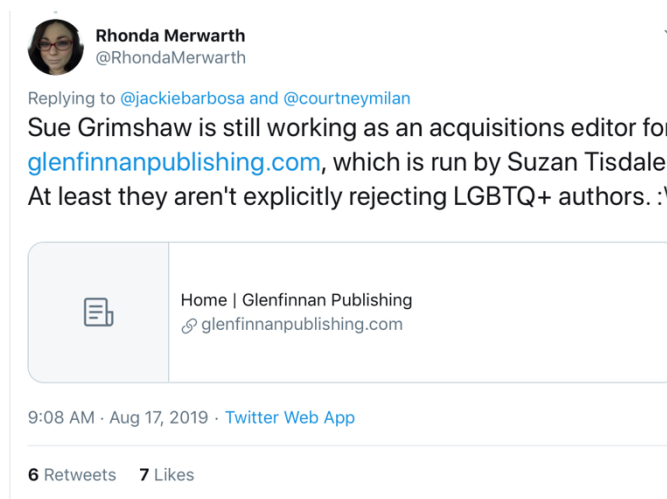 Rhonda Merwarth
@RhondaMerwarth
Replying to @jackiebarbosa and @courtneymilan
Sue Grimshaw is still working as an acquisitions editor for
glenfinnanpublishing.com, which is run by Suzan Tisdale
At least they aren't explicitly rejecting LGBTQ+ authors. :\
Home | Glenfinnan Publishing
glenfinnanpublishing.com
9:08 AM · Aug 17, 2019 · Twitter Web App
6 Retweets 7 Likes